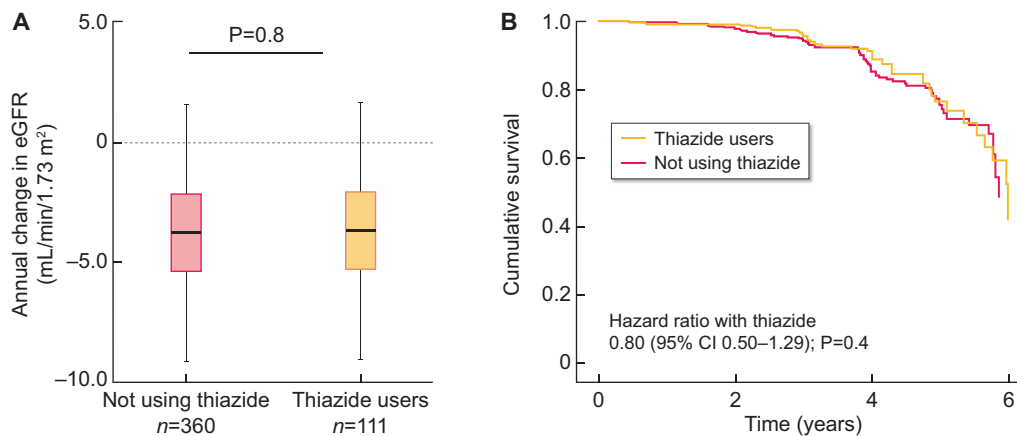 A
P=0.8
Annual change in eGFR
(mL/min/1.73 m²)
5.0
0
–5.0
–10.0
Not using thiazide
n=360
Thiazide users
n=111
B
Cumulative survival
1.0
0.8
0.6
0.4
0.2
0
Thiazide users
Not using thiazide
Hazard ratio with thiazide
0.80 (95% CI 0.50–1.29); P=0.4
0
2
4
6
Time (years)